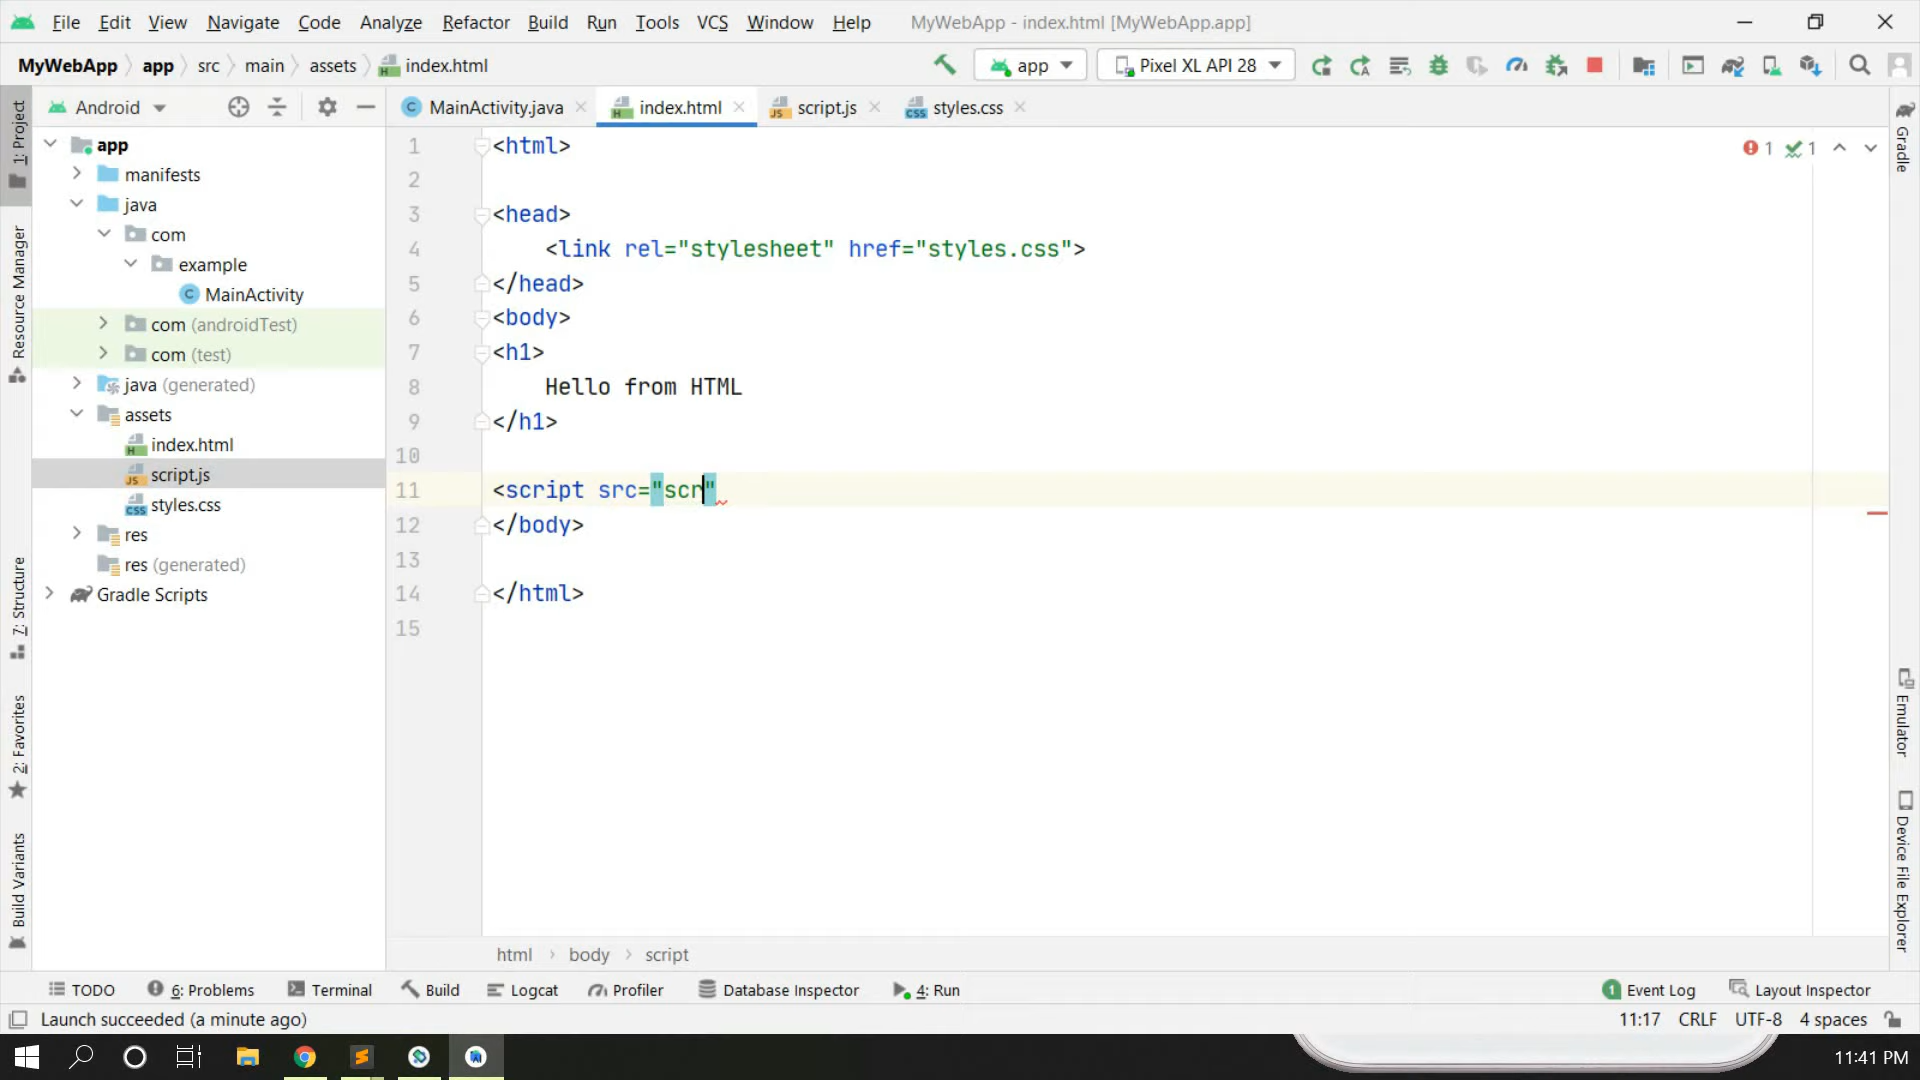 File Edit View Navigate Code Analyze Refactor Build Run Tools VCS Window Help MyWebApp - index.html [MyWebApp.app]
MyWebApp app src main assets index.html app Pixel XL API 28
Android MainActivity.java index.html script.js styles.css
1: Project
Resource Manager
7: Structure
2: Favorites
Build Variants
app
manifests
java
com
example
MainActivity
com (androidTest)
com (test)
java (generated)
assets
index.html
script.js
styles.css
res
res (generated)
Gradle Scripts
1 <html>
2
3 <head>
4 <link rel="stylesheet" href="styles.css">
5 </head>
6 <body>
7 <h1>
8 Hello from HTML
9 </h1>
10
11 <script src="scr"
12 </body>
13
14 </html>
15
1 1
Gradle
Emulator
Device File Explorer
html body script
TODO 6: Problems Terminal Build Logcat Profiler Database Inspector 4: Run 1 Event Log Layout Inspector
Launch succeeded (a minute ago) 11:17 CRLF UTF-8 4 spaces
11:41 PM